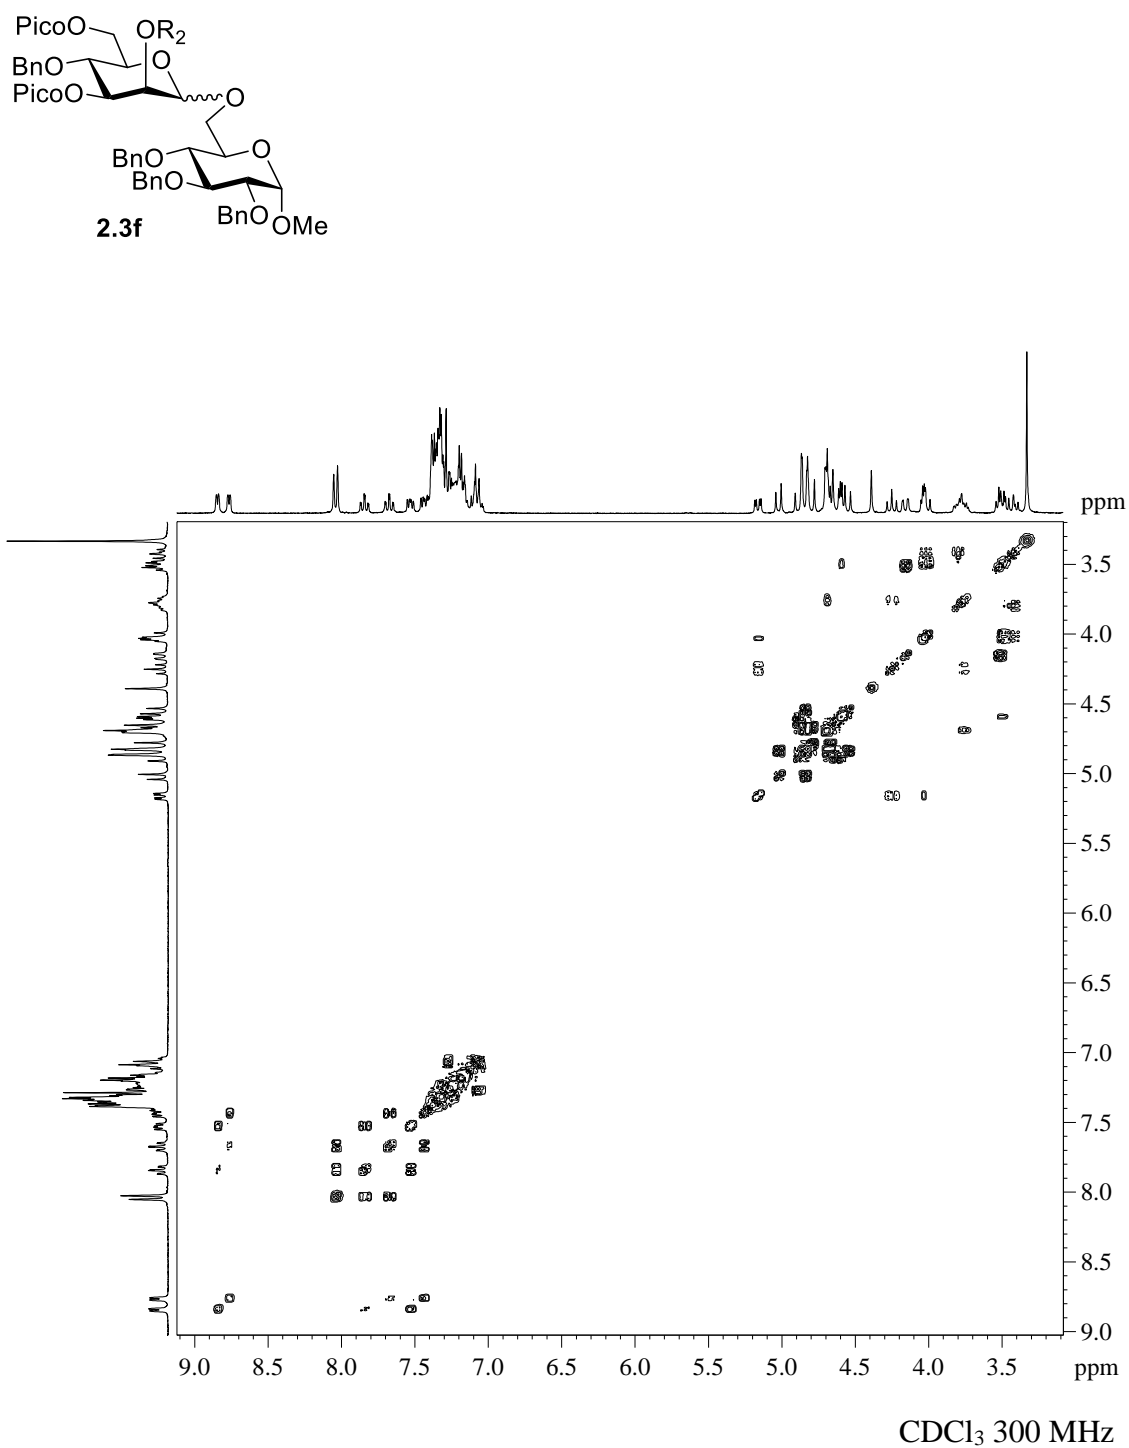 PicoO
OR2
BnO
O
PicoO
O
BnO
O
BnO
BnO
OMe
2.3f
ppm
3.5
4.0
4.5
5.0
5.5
6.0
6.5
7.0
7.5
8.0
8.5
9.0
9.0 8.5 8.0 7.5 7.0 6.5 6.0 5.5 5.0 4.5 4.0 3.5 ppm
CDCl3 300 MHz